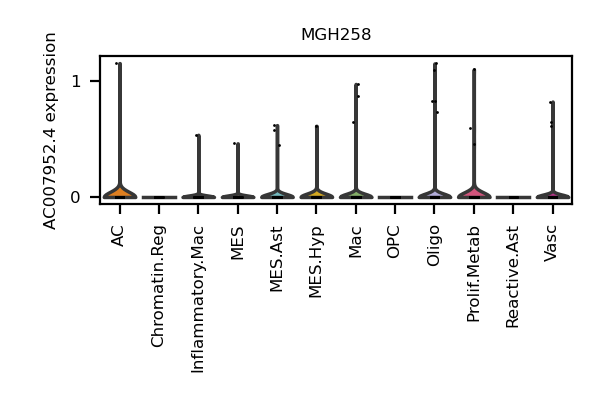 MGH258
AC007952.4 expression
1
0
AC
Chromatin.Reg
Inflammatory.Mac
MES
MES.Ast
MES.Hyp
Mac
OPC
Oligo
Prolif.Metab
Reactive.Ast
Vasc